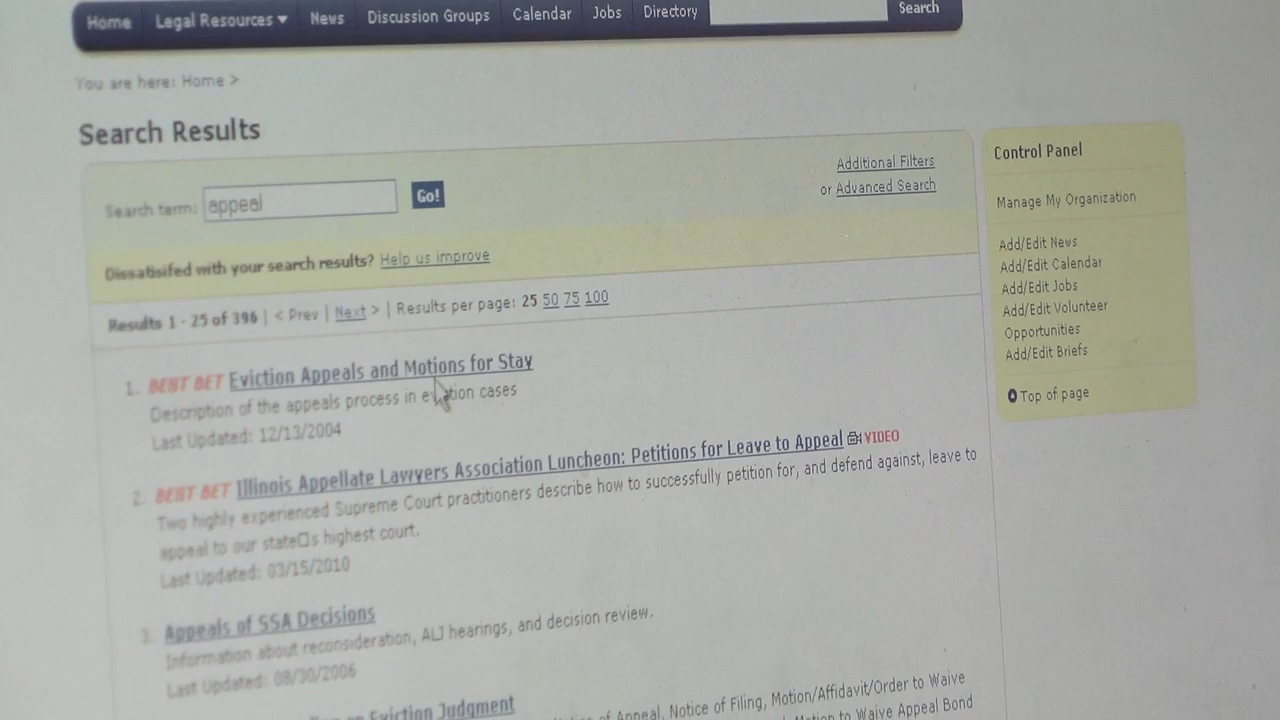 Home Legal Resources ▾ News Discussion Groups Calendar Jobs Directory Search
You are here: Home >
Search Results
Search term: appeal Go!
Additional Filters
or Advanced Search
Dissatisifed with your search results? Help us improve
Results 1 - 25 of 396 | < Prev | Next > | Results per page: 25 50 75 100
1. BEST BET Eviction Appeals and Motions for Stay
Description of the appeals process in eviction cases
Last Updated: 12/13/2004
2. BEST BET Illinois Appellate Lawyers Association Luncheon: Petitions for Leave to Appeal VIDEO
Two highly experienced Supreme Court practitioners describe how to successfully petition for, and defend against, leave to
appeal to our state□s highest court.
Last Updated: 03/15/2010
3. Appeals of SSA Decisions
Information about reconsideration, ALJ hearings, and decision review.
Last Updated: 08/30/2006
Eviction Judgment
of Appeal, Notice of Filing, Motion/Affidavit/Order to Waive
Motion to Waive Appeal Bond
Control Panel
Manage My Organization
Add/Edit News
Add/Edit Calendar
Add/Edit Jobs
Add/Edit Volunteer
Opportunities
Add/Edit Briefs
Top of page